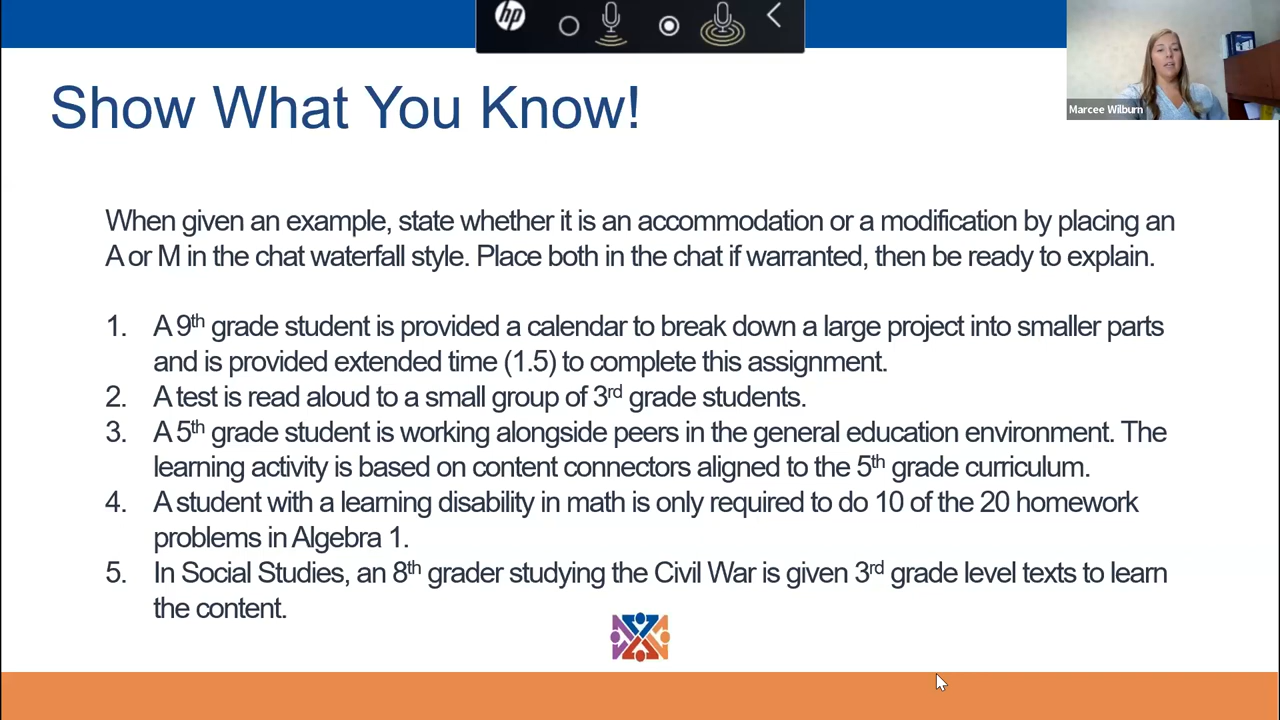 hp
Marcee Wilburn
Show What You Know!
When given an example, state whether it is an accommodation or a modification by placing an
A or M in the chat waterfall style. Place both in the chat if warranted, then be ready to explain.
1. A 9th grade student is provided a calendar to break down a large project into smaller parts
and is provided extended time (1.5) to complete this assignment.
2. A test is read aloud to a small group of 3rd grade students.
3. A 5th grade student is working alongside peers in the general education environment. The
learning activity is based on content connectors aligned to the 5th grade curriculum.
4. A student with a learning disability in math is only required to do 10 of the 20 homework
problems in Algebra 1.
5. In Social Studies, an 8th grader studying the Civil War is given 3rd grade level texts to learn
the content.